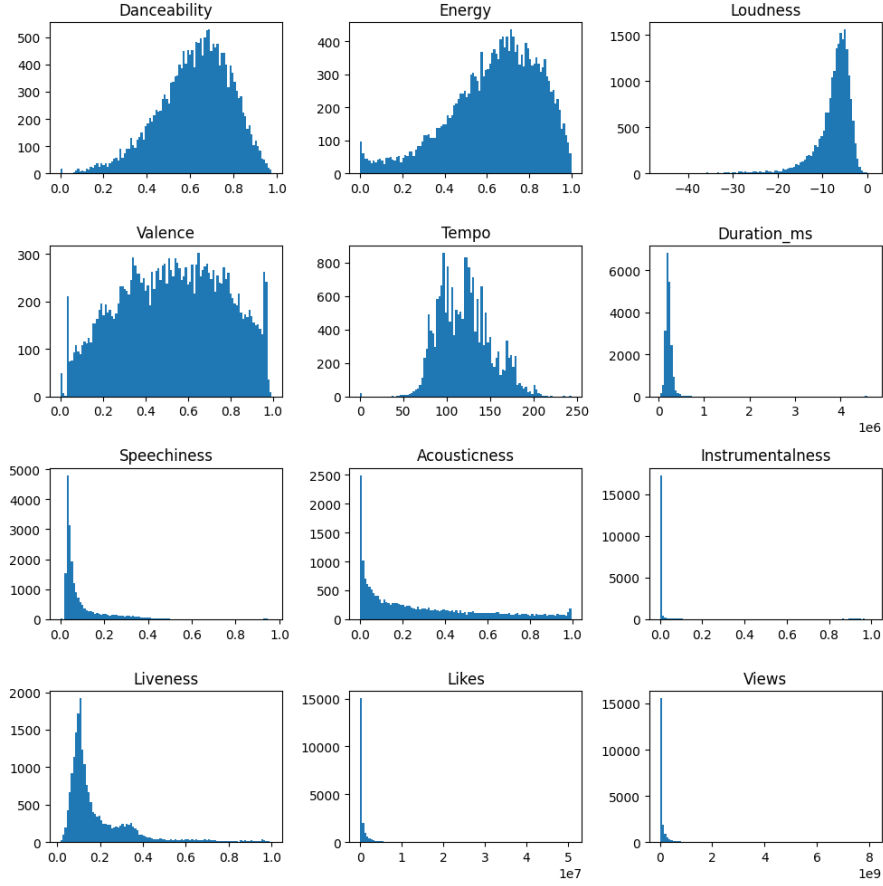 Danceability
500
400
300
200
100
0
0.0 0.2 0.4 0.6 0.8 1.0
Energy
400
300
200
100
0
0.0 0.2 0.4 0.6 0.8 1.0
Loudness
1500
1000
500
0
−40 −30 −20 −10 0
Valence
300
200
100
0
0.0 0.2 0.4 0.6 0.8 1.0
Tempo
800
600
400
200
0
0 50 100 150 200 250
Duration_ms
6000
4000
2000
0
0 1 2 3 4
1e6
Speechiness
5000
4000
3000
2000
1000
0
0.0 0.2 0.4 0.6 0.8 1.0
Acousticness
2500
2000
1500
1000
500
0
0.0 0.2 0.4 0.6 0.8 1.0
Instrumentalness
15000
10000
5000
0
0.0 0.2 0.4 0.6 0.8 1.0
Liveness
2000
1500
1000
500
0
0.0 0.2 0.4 0.6 0.8 1.0
Likes
15000
10000
5000
0
0 1 2 3 4 5
1e7
Views
15000
10000
5000
0
0 2 4 6 8
1e9